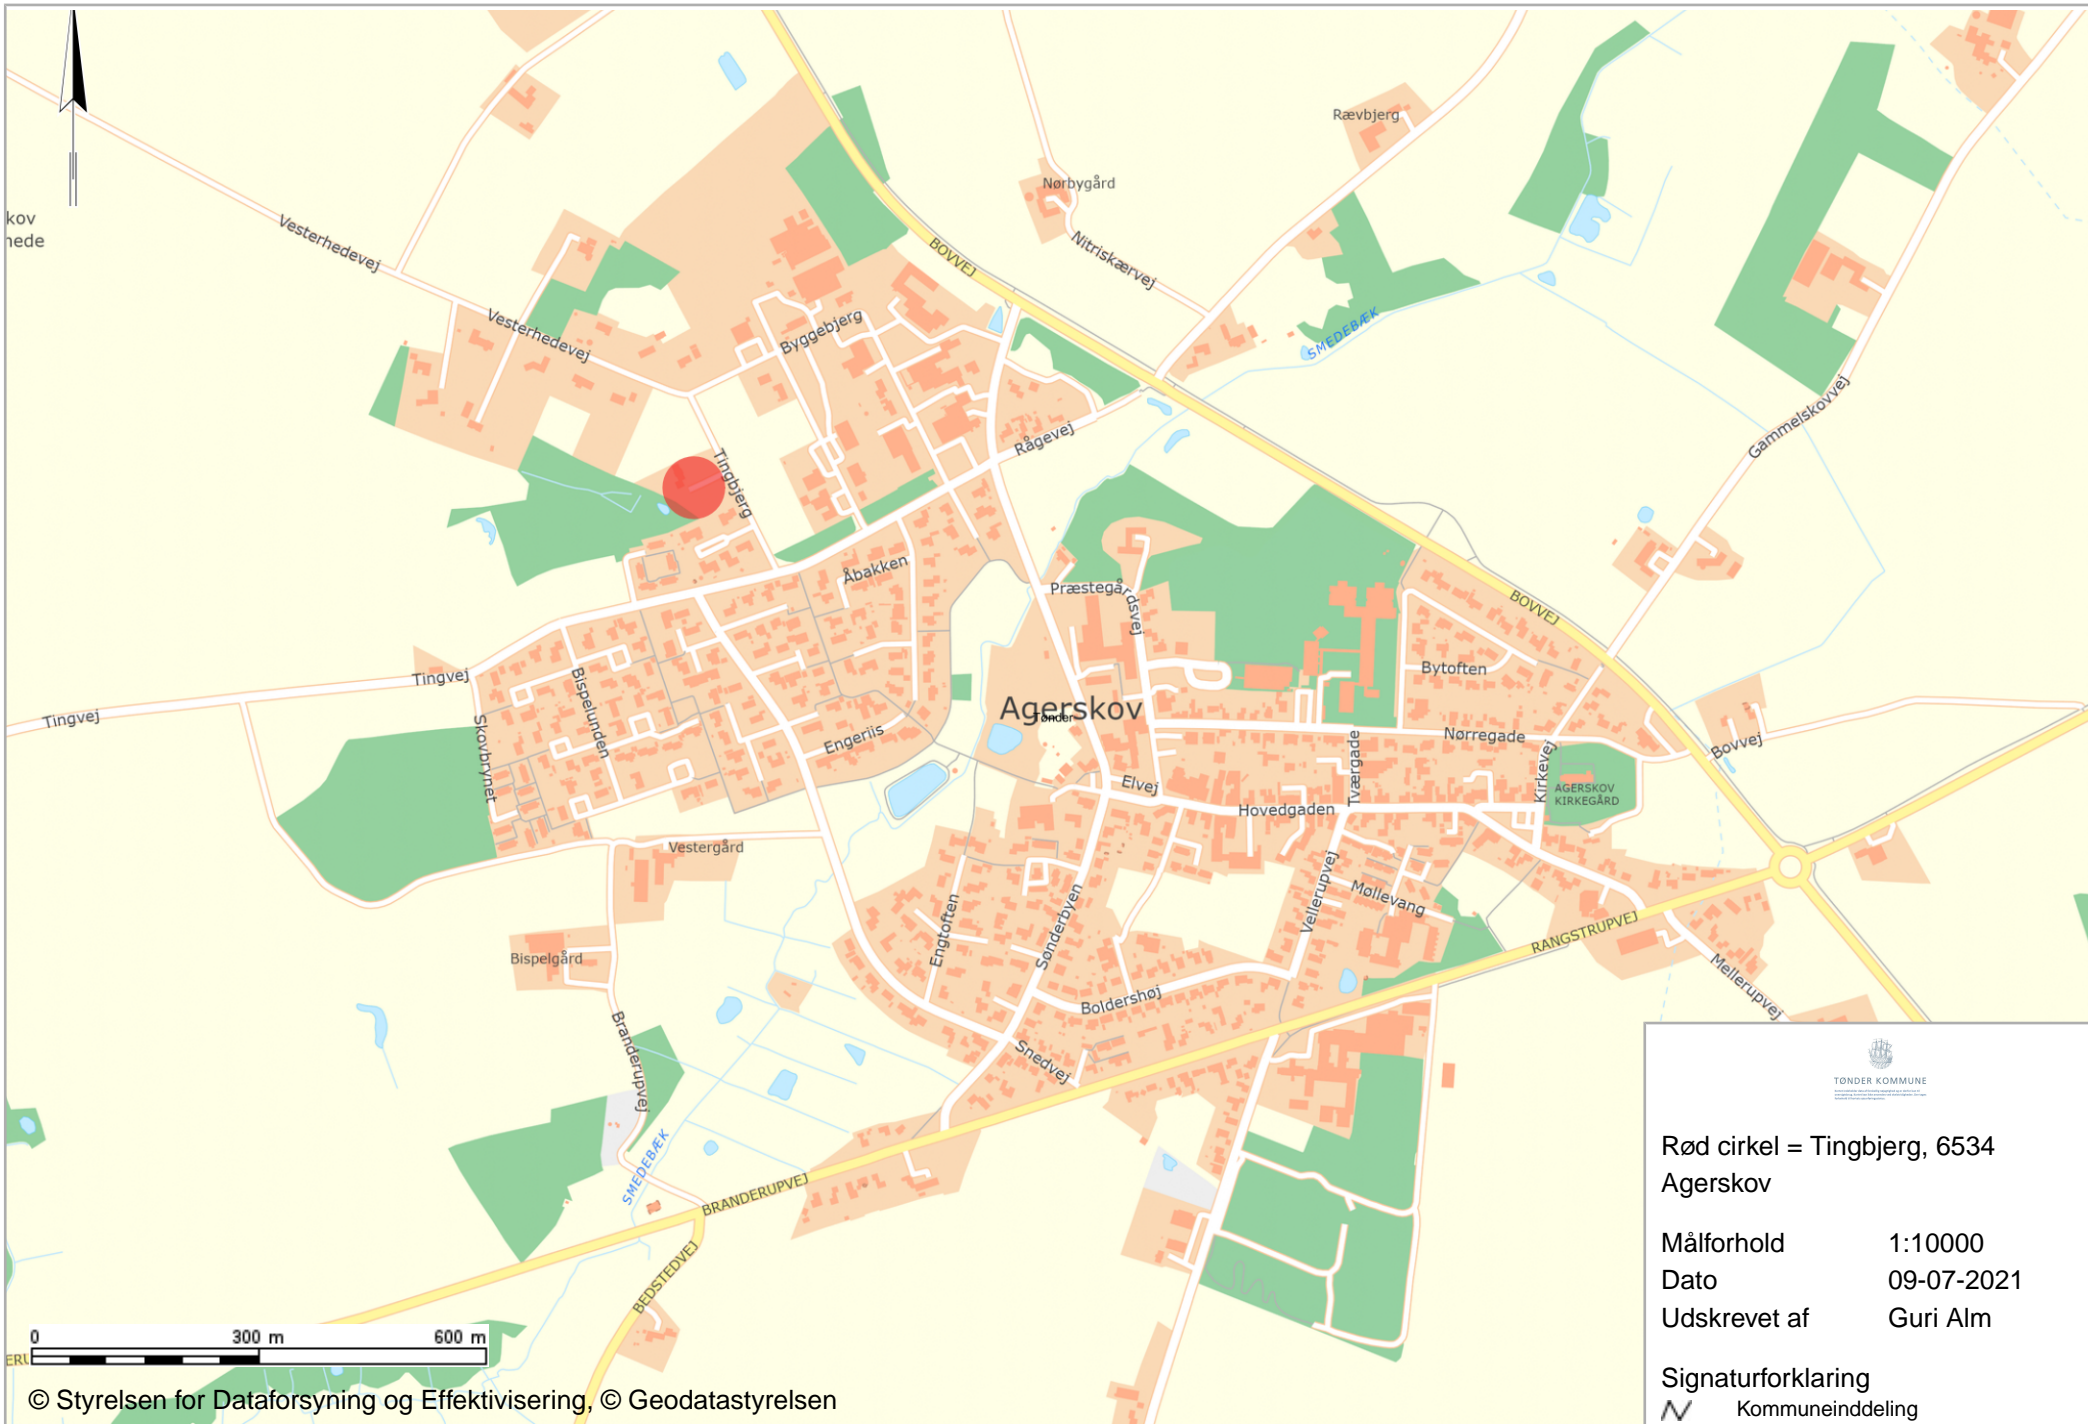 Rævbjerg
Nørbygård
kov
hede
Vesterhedevej
BOVVEJ
Nitriskærvej
Vesterhedevej
Byggebjerg
SMEDEBÆK
Gammelskovvej
Rågevej
Tingbjerg
Åbakken
Præstegårdsvej
BOVVEJ
Bytoften
Tingvej
Bispelunden
Agerskov
Tønder
Tingvej
Skovbrynet
Engeriis
Nørregade
Bovvej
Tværgade
Kirkevej
Elvej
AGERSKOV
KIRKEGÅRD
Hovedgaden
Vestergård
Vellerupvej
Møllevang
Engtoften
Sønderbyen
RANGSTRUPVEJ
Bispelgård
Mellerupvej
Boldershøj
Branderupvej
Snedvej
SMEDEBÆK
BRANDERUPVEJ
BEDSTEDVEJ
TØNDER KOMMUNE
Rød cirkel = Tingbjerg, 6534
Agerskov
Målforhold 1:10000
Dato 09-07-2021
Udskrevet af Guri Alm
Signaturforklaring
Kommuneinddeling
0 300 m 600 m
ERU
© Styrelsen for Dataforsyning og Effektivisering, © Geodatastyrelsen